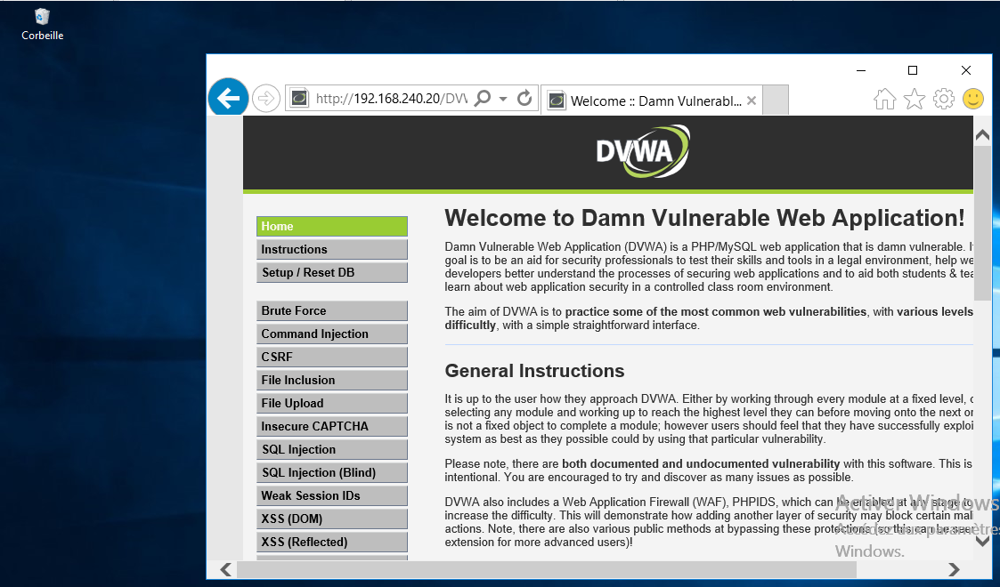 Corbeille
http://192.168.240.20/DVW
Welcome :: Damn Vulnerabl...
DVWA
Home
Instructions
Setup / Reset DB
Brute Force
Command Injection
CSRF
File Inclusion
File Upload
Insecure CAPTCHA
SQL Injection
SQL Injection (Blind)
Weak Session IDs
XSS (DOM)
XSS (Reflected)
Welcome to Damn Vulnerable Web Application!
Damn Vulnerable Web Application (DVWA) is a PHP/MySQL web application that is damn vulnerable.
goal is to be an aid for security professionals to test their skills and tools in a legal environment, help we
developers better understand the processes of securing web applications and to aid both students & tea
learn about web application security in a controlled class room environment.
The aim of DVWA is to practice some of the most common web vulnerabilities, with various levels
difficultly, with a simple straightforward interface.
General Instructions
It is up to the user how they approach DVWA. Either by working through every module at a fixed level,
selecting any module and working up to reach the highest level they can before moving onto the next
is not a fixed object to complete a module; however users should feel that they have successfully exploi
system as best as they possible could by using that particular vulnerability.
Please note, there are both documented and undocumented vulnerability with this software. This is
intentional. You are encouraged to try and discover as many issues as possible.
DVWA also includes a Web Application Firewall (WAF), PHPIDS, which can be enabled at any stage to
increase the difficulty. This will demonstrate how adding another layer of security may block certain mal
actions. Note, there are also various public methods at bypassing these protections (so this can be seen
extension for more advanced users)!
Activer Windows
Accédez aux paramètres
Windows.